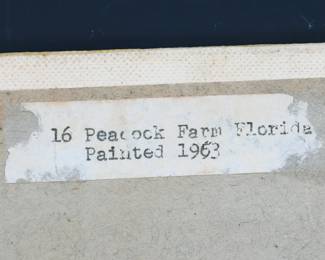 16 Peacock Farm Florida
Painted 1963